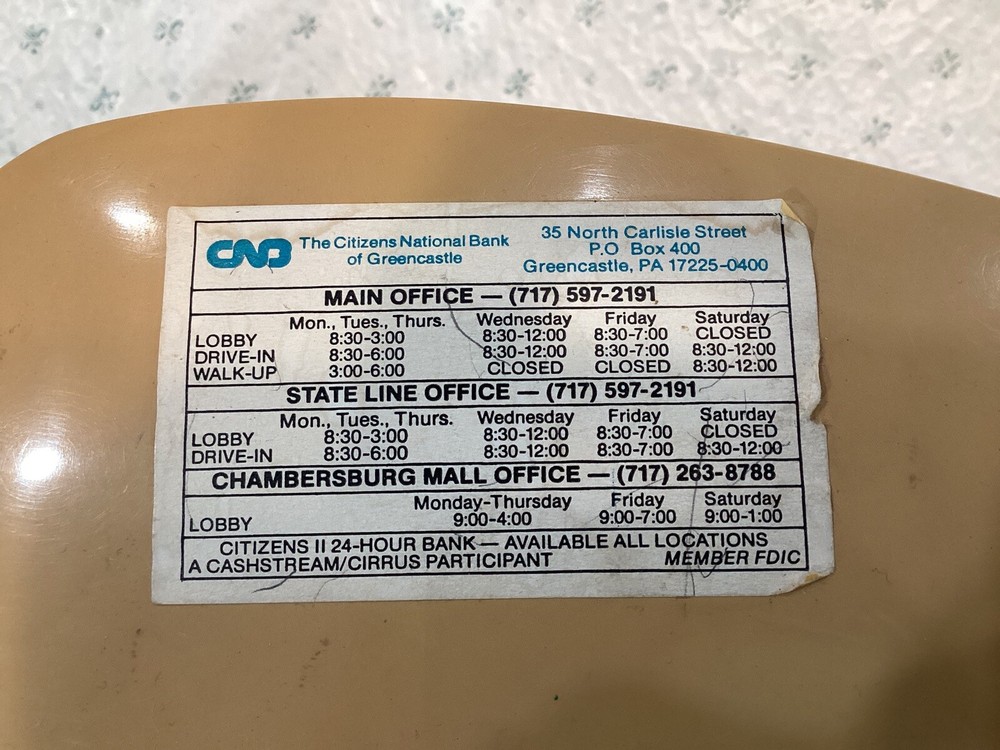 CNB The Citizens National Bank of Greencastle
35 North Carlisle Street
P.O. Box 400
Greencastle, PA 17225-0400
MAIN OFFICE — (717) 597-2191
Mon., Tues., Thurs. Wednesday Friday Saturday
LOBBY 8:30-3:00 8:30-12:00 8:30-7:00 CLOSED
DRIVE-IN 8:30-6:00 8:30-12:00 8:30-7:00 8:30-12:00
WALK-UP 3:00-6:00 CLOSED CLOSED 8:30-12:00
STATE LINE OFFICE — (717) 597-2191
Mon., Tues., Thurs. Wednesday Friday Saturday
LOBBY 8:30-3:00 8:30-12:00 8:30-7:00 CLOSED
DRIVE-IN 8:30-6:00 8:30-12:00 8:30-7:00 8:30-12:00
CHAMBERSBURG MALL OFFICE — (717) 263-8788
Monday-Thursday Friday Saturday
LOBBY 9:00-4:00 9:00-7:00 9:00-1:00
CITIZENS II 24-HOUR BANK — AVAILABLE ALL LOCATIONS
A CASHSTREAM/CIRRUS PARTICIPANT MEMBER FDIC